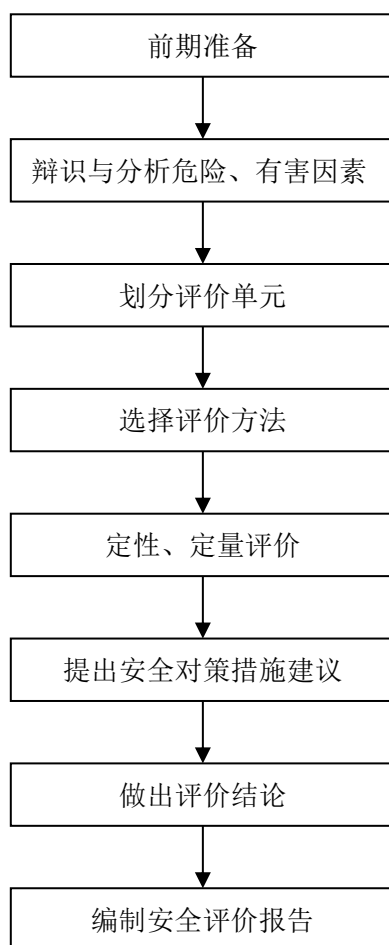 前期准备
辩识与分析危险、有害因素
划分评价单元
选择评价方法
定性、定量评价
提出安全对策措施建议
做出评价结论
编制安全评价报告